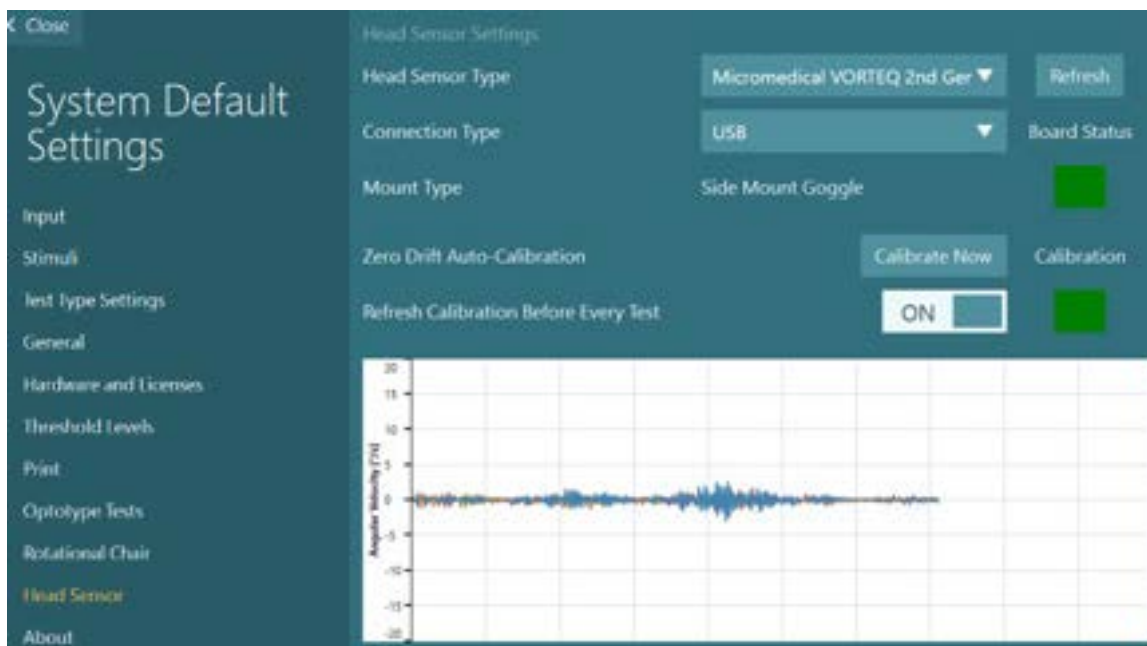 Close
System Default
Settings
Input
Stimuli
Test Type Settings
General
Hardware and Licenses
Threshold Levels
Print
Optotype Tests
Rotational Chair
Head Sensor
About
Head Sensor Settings
Head Sensor Type
Micromedical VORTEQ 2nd Ger
Refresh
Connection Type
USB
Board Status
Mount Type
Side Mount Goggle
Zero Drift Auto-Calibration
Calibrate Now
Calibration
Refresh Calibration Before Every Test
ON
Angular Velocity [°/s]
20
15
10
5
0
-5
-10
-15
-20